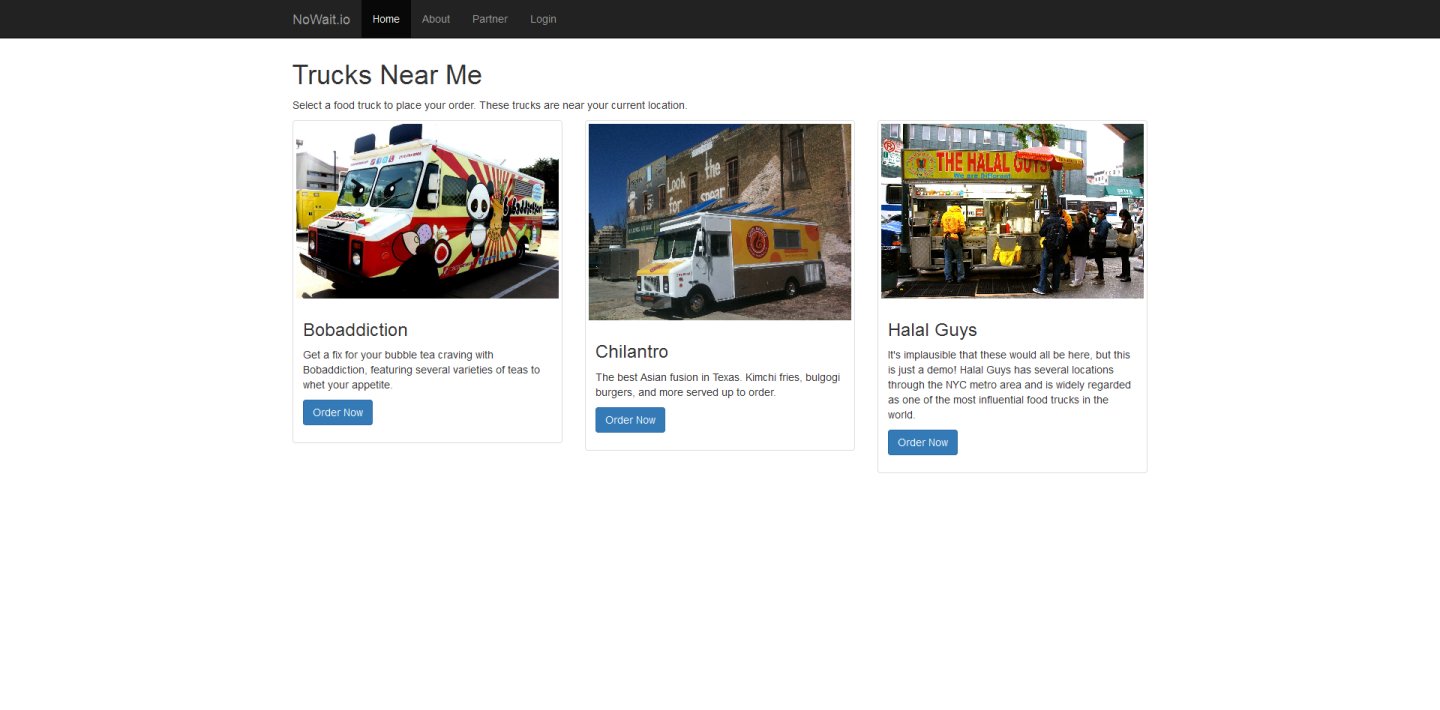 NoWait.io Home About Partner Login
Trucks Near Me
Select a food truck to place your order. These trucks are near your current location.
bobaddiction
Look the
for spear
THE HALAL GUYS
We are Different
Bobaddiction
Get a fix for your bubble tea craving with
Bobaddiction, featuring several varieties of teas to
whet your appetite.
Order Now
Chilantro
The best Asian fusion in Texas. Kimchi fries, bulgogi
burgers, and more served up to order.
Order Now
Halal Guys
It's implausible that these would all be here, but this
is just a demo! Halal Guys has several locations
through the NYC metro area and is widely regarded
as one of the most influential food trucks in the
world.
Order Now